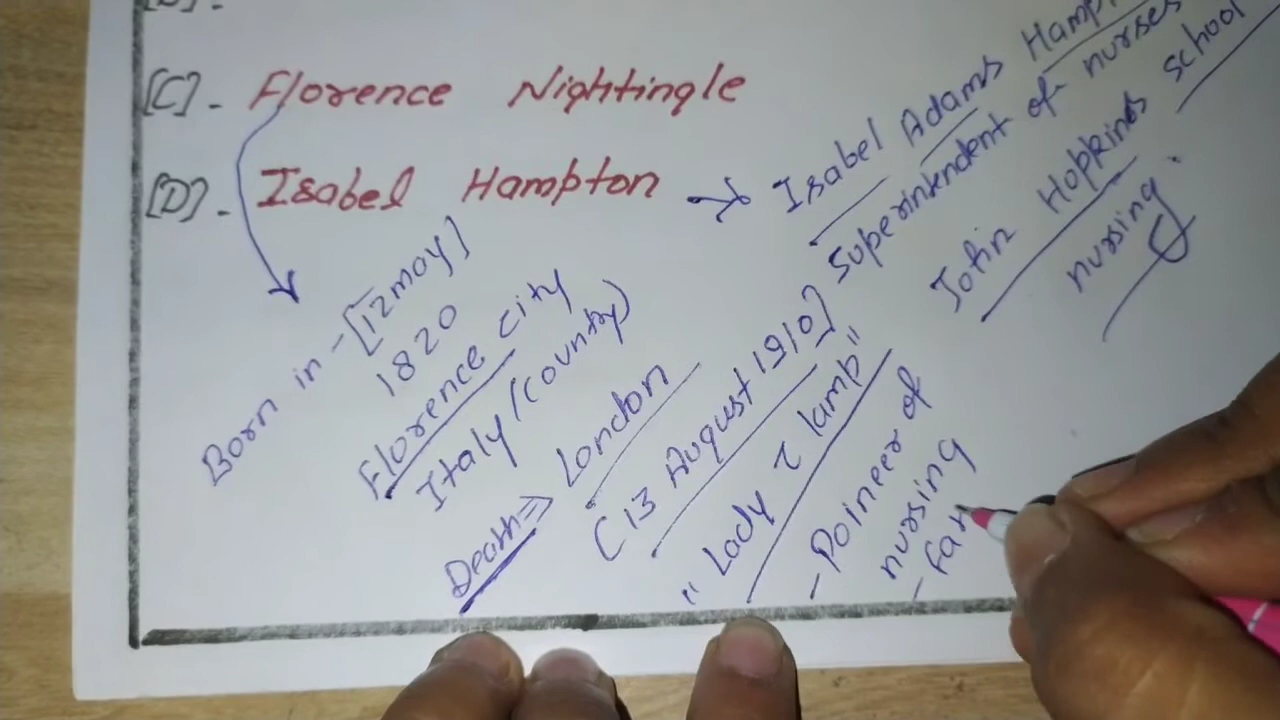 [C]. Florence Nightingle
[D]. Isabel Hampton
Isabel Adams
Superintendent of nurses
John Hopkins school
nursing.
Born in - [12 may]
1820
Florence city
Italy (country)
Death => London
[13 August 1910]
"Lady τ lamp"
- Poineer of
nursing
- Fat